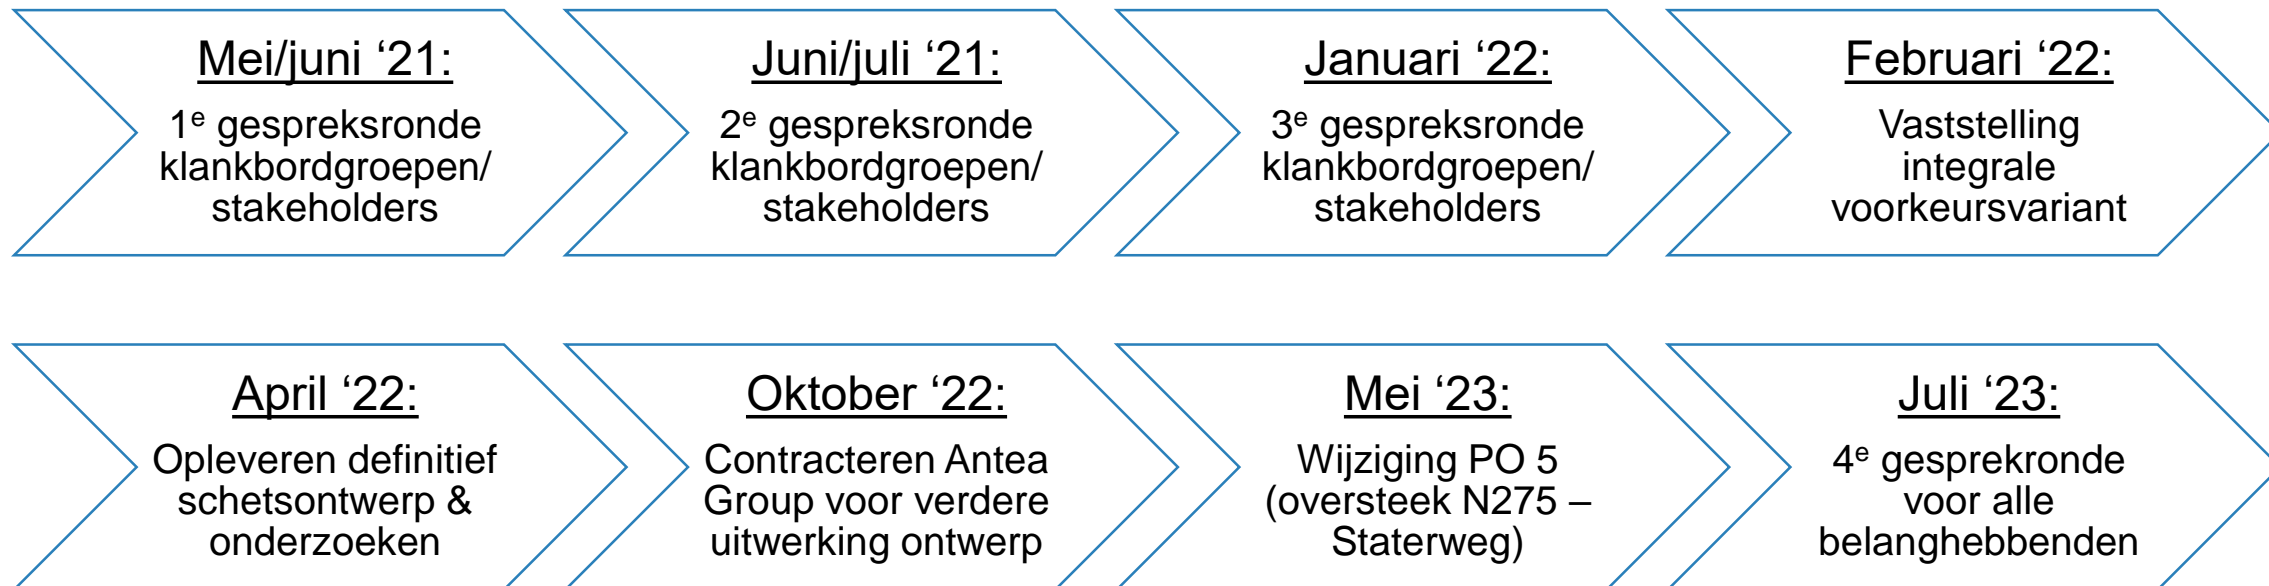 Mei/juni ‘21:
1e gespreksronde
klankbordgroepen/
stakeholders
Juni/juli ‘21:
2e gespreksronde
klankbordgroepen/
stakeholders
Januari ‘22:
3e gespreksronde
klankbordgroepen/
stakeholders
Februari ‘22:
Vaststelling
integrale
voorkeursvariant
April ‘22:
Opleveren definitief
schetsontwerp &
onderzoeken
Oktober ‘22:
Contracteren Antea
Group voor verdere
uitwerking ontwerp
Mei ‘23:
Wijziging PO 5
(oversteek N275 –
Staterweg)
Juli ‘23:
4e gesprekronde
voor alle
belanghebbenden